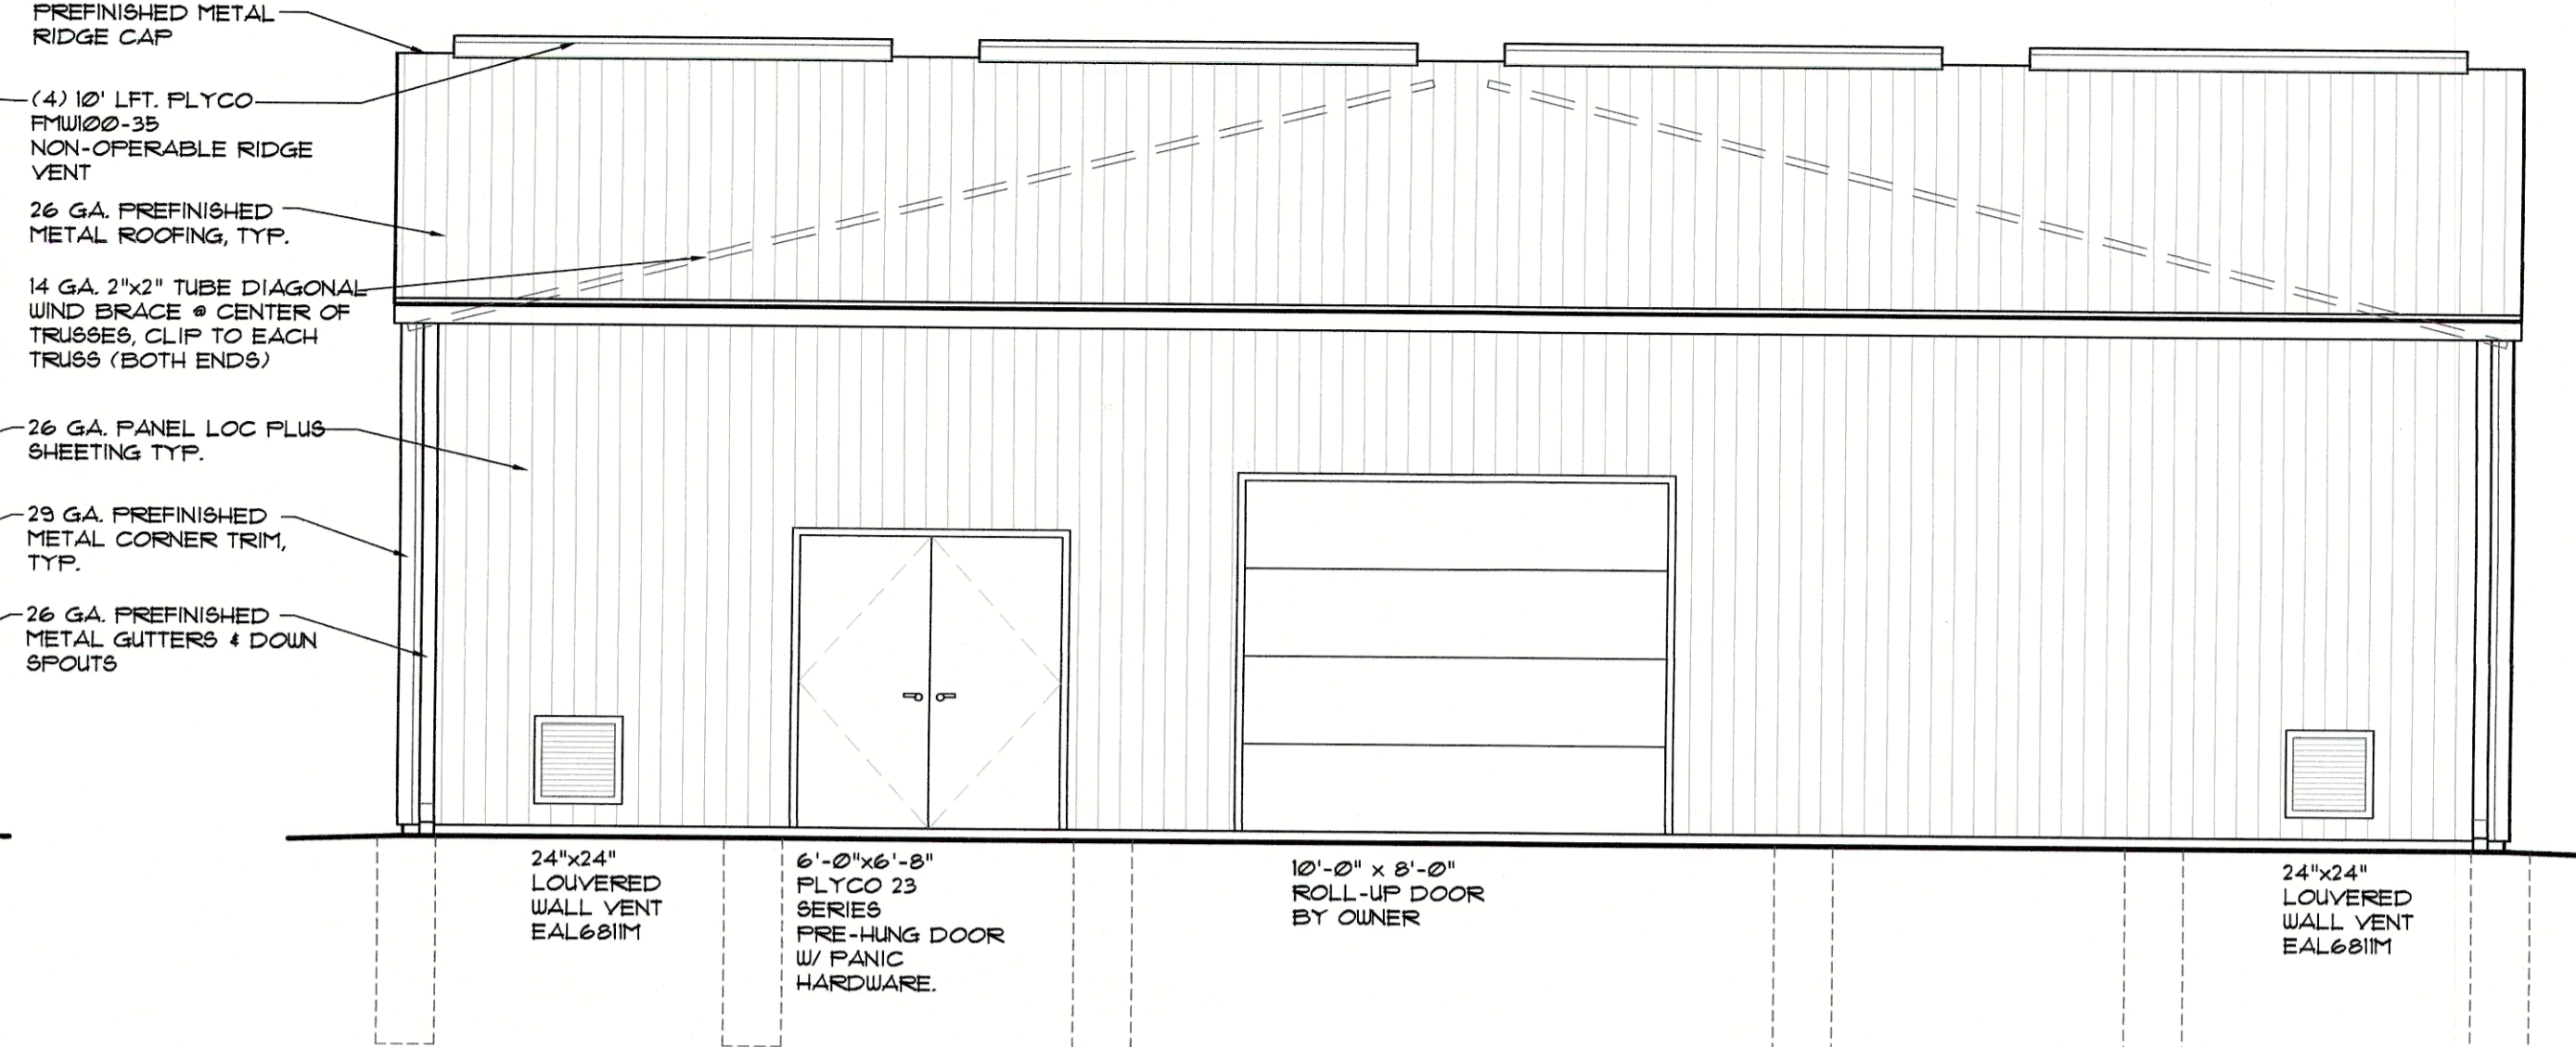 PREFINISHED METAL
RIDGE CAP
(4) 10' LFT. PLYCO
FMW100-35
NON-OPERABLE RIDGE
VENT
26 GA. PREFINISHED
METAL ROOFING, TYP.
14 GA. 2"x2" TUBE DIAGONAL
WIND BRACE @ CENTER OF
TRUSSES, CLIP TO EACH
TRUSS (BOTH ENDS)
26 GA. PANEL LOC PLUS
SHEETING TYP.
29 GA. PREFINISHED
METAL CORNER TRIM,
TYP.
26 GA. PREFINISHED
METAL GUTTERS & DOWN
SPOUTS
24"x24"
LOUVERED
WALL VENT
EAL6811M
6'-0"x6'-8"
PLYCO 23
SERIES
PRE-HUNG DOOR
W/ PANIC
HARDWARE.
10'-0" x 8'-0"
ROLL-UP DOOR
BY OWNER
24"x24"
LOUVERED
WALL VENT
EAL6811M